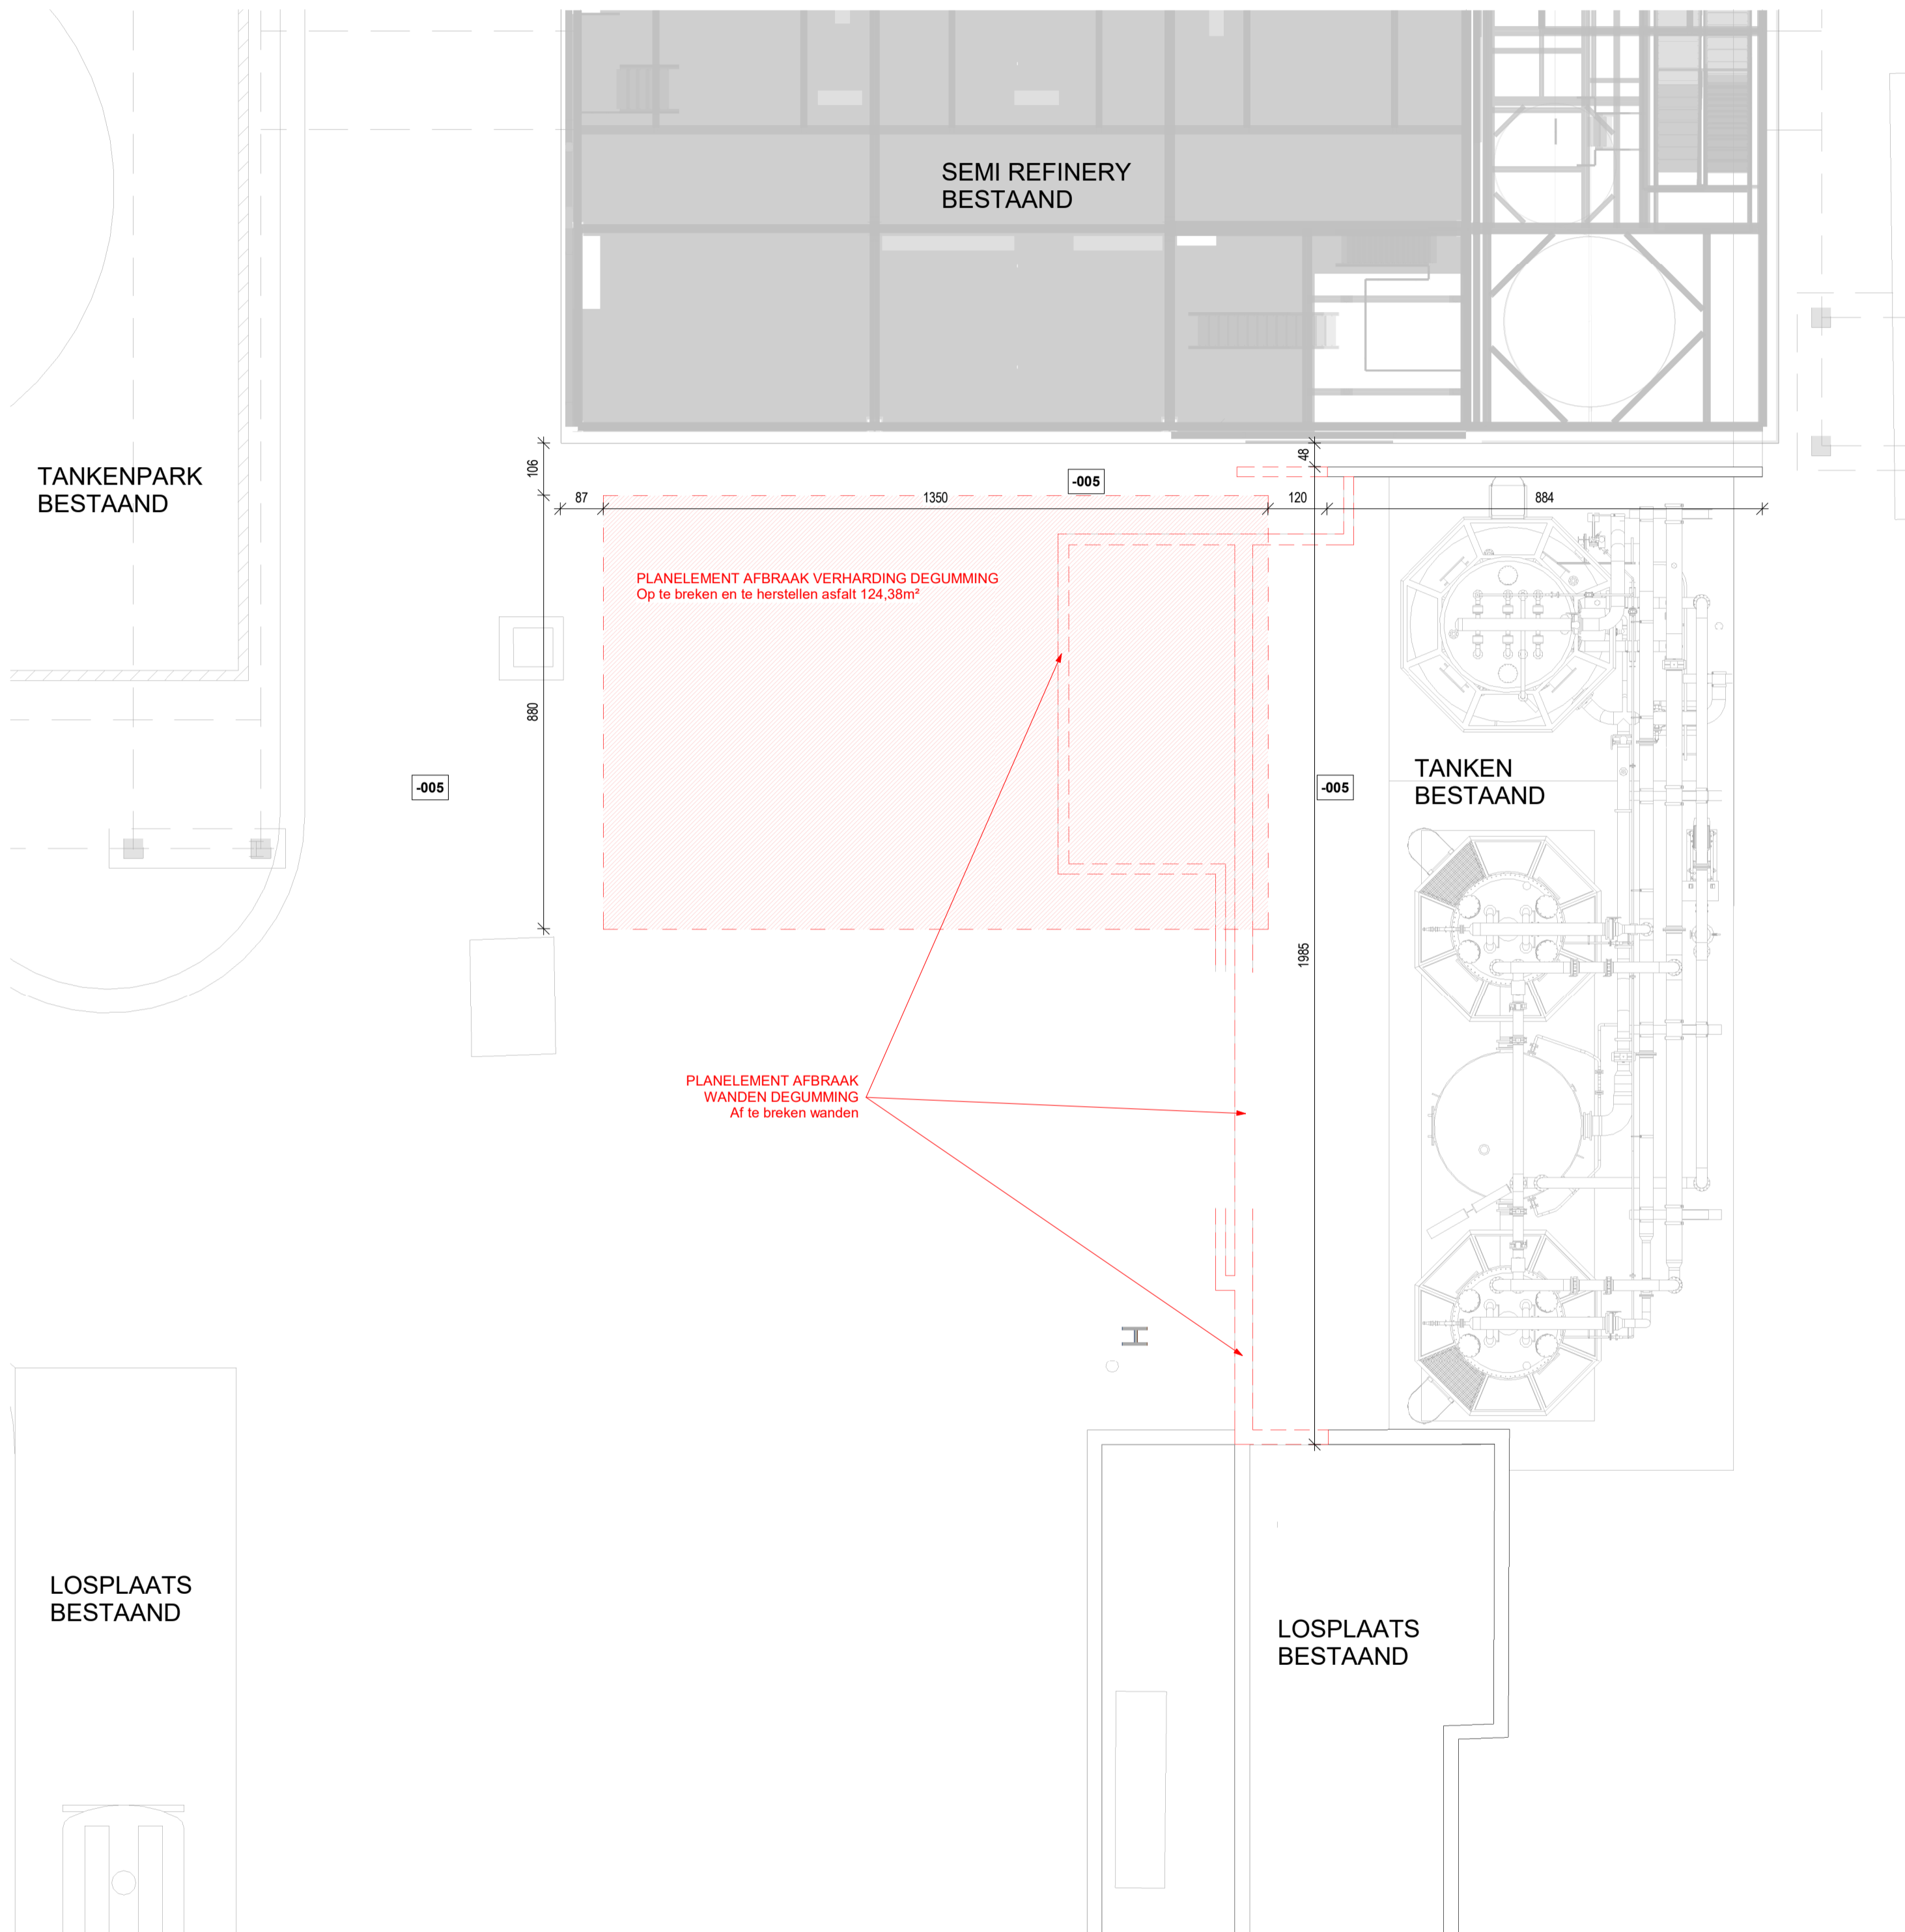 SEMI REFINERY
BESTAAND
TANKENPARK
BESTAAND
106
48
-005
87
1350
120
884
PLANELEMENT AFBRAAK VERHARDING DEGUMMING
Op te breken en te herstellen asfalt 124,38m²
880
-005
-005
TANKEN
BESTAAND
1985
PLANELEMENT AFBRAAK
WANDEN DEGUMMING
Af te breken wanden
LOSPLAATS
BESTAAND
LOSPLAATS
BESTAAND